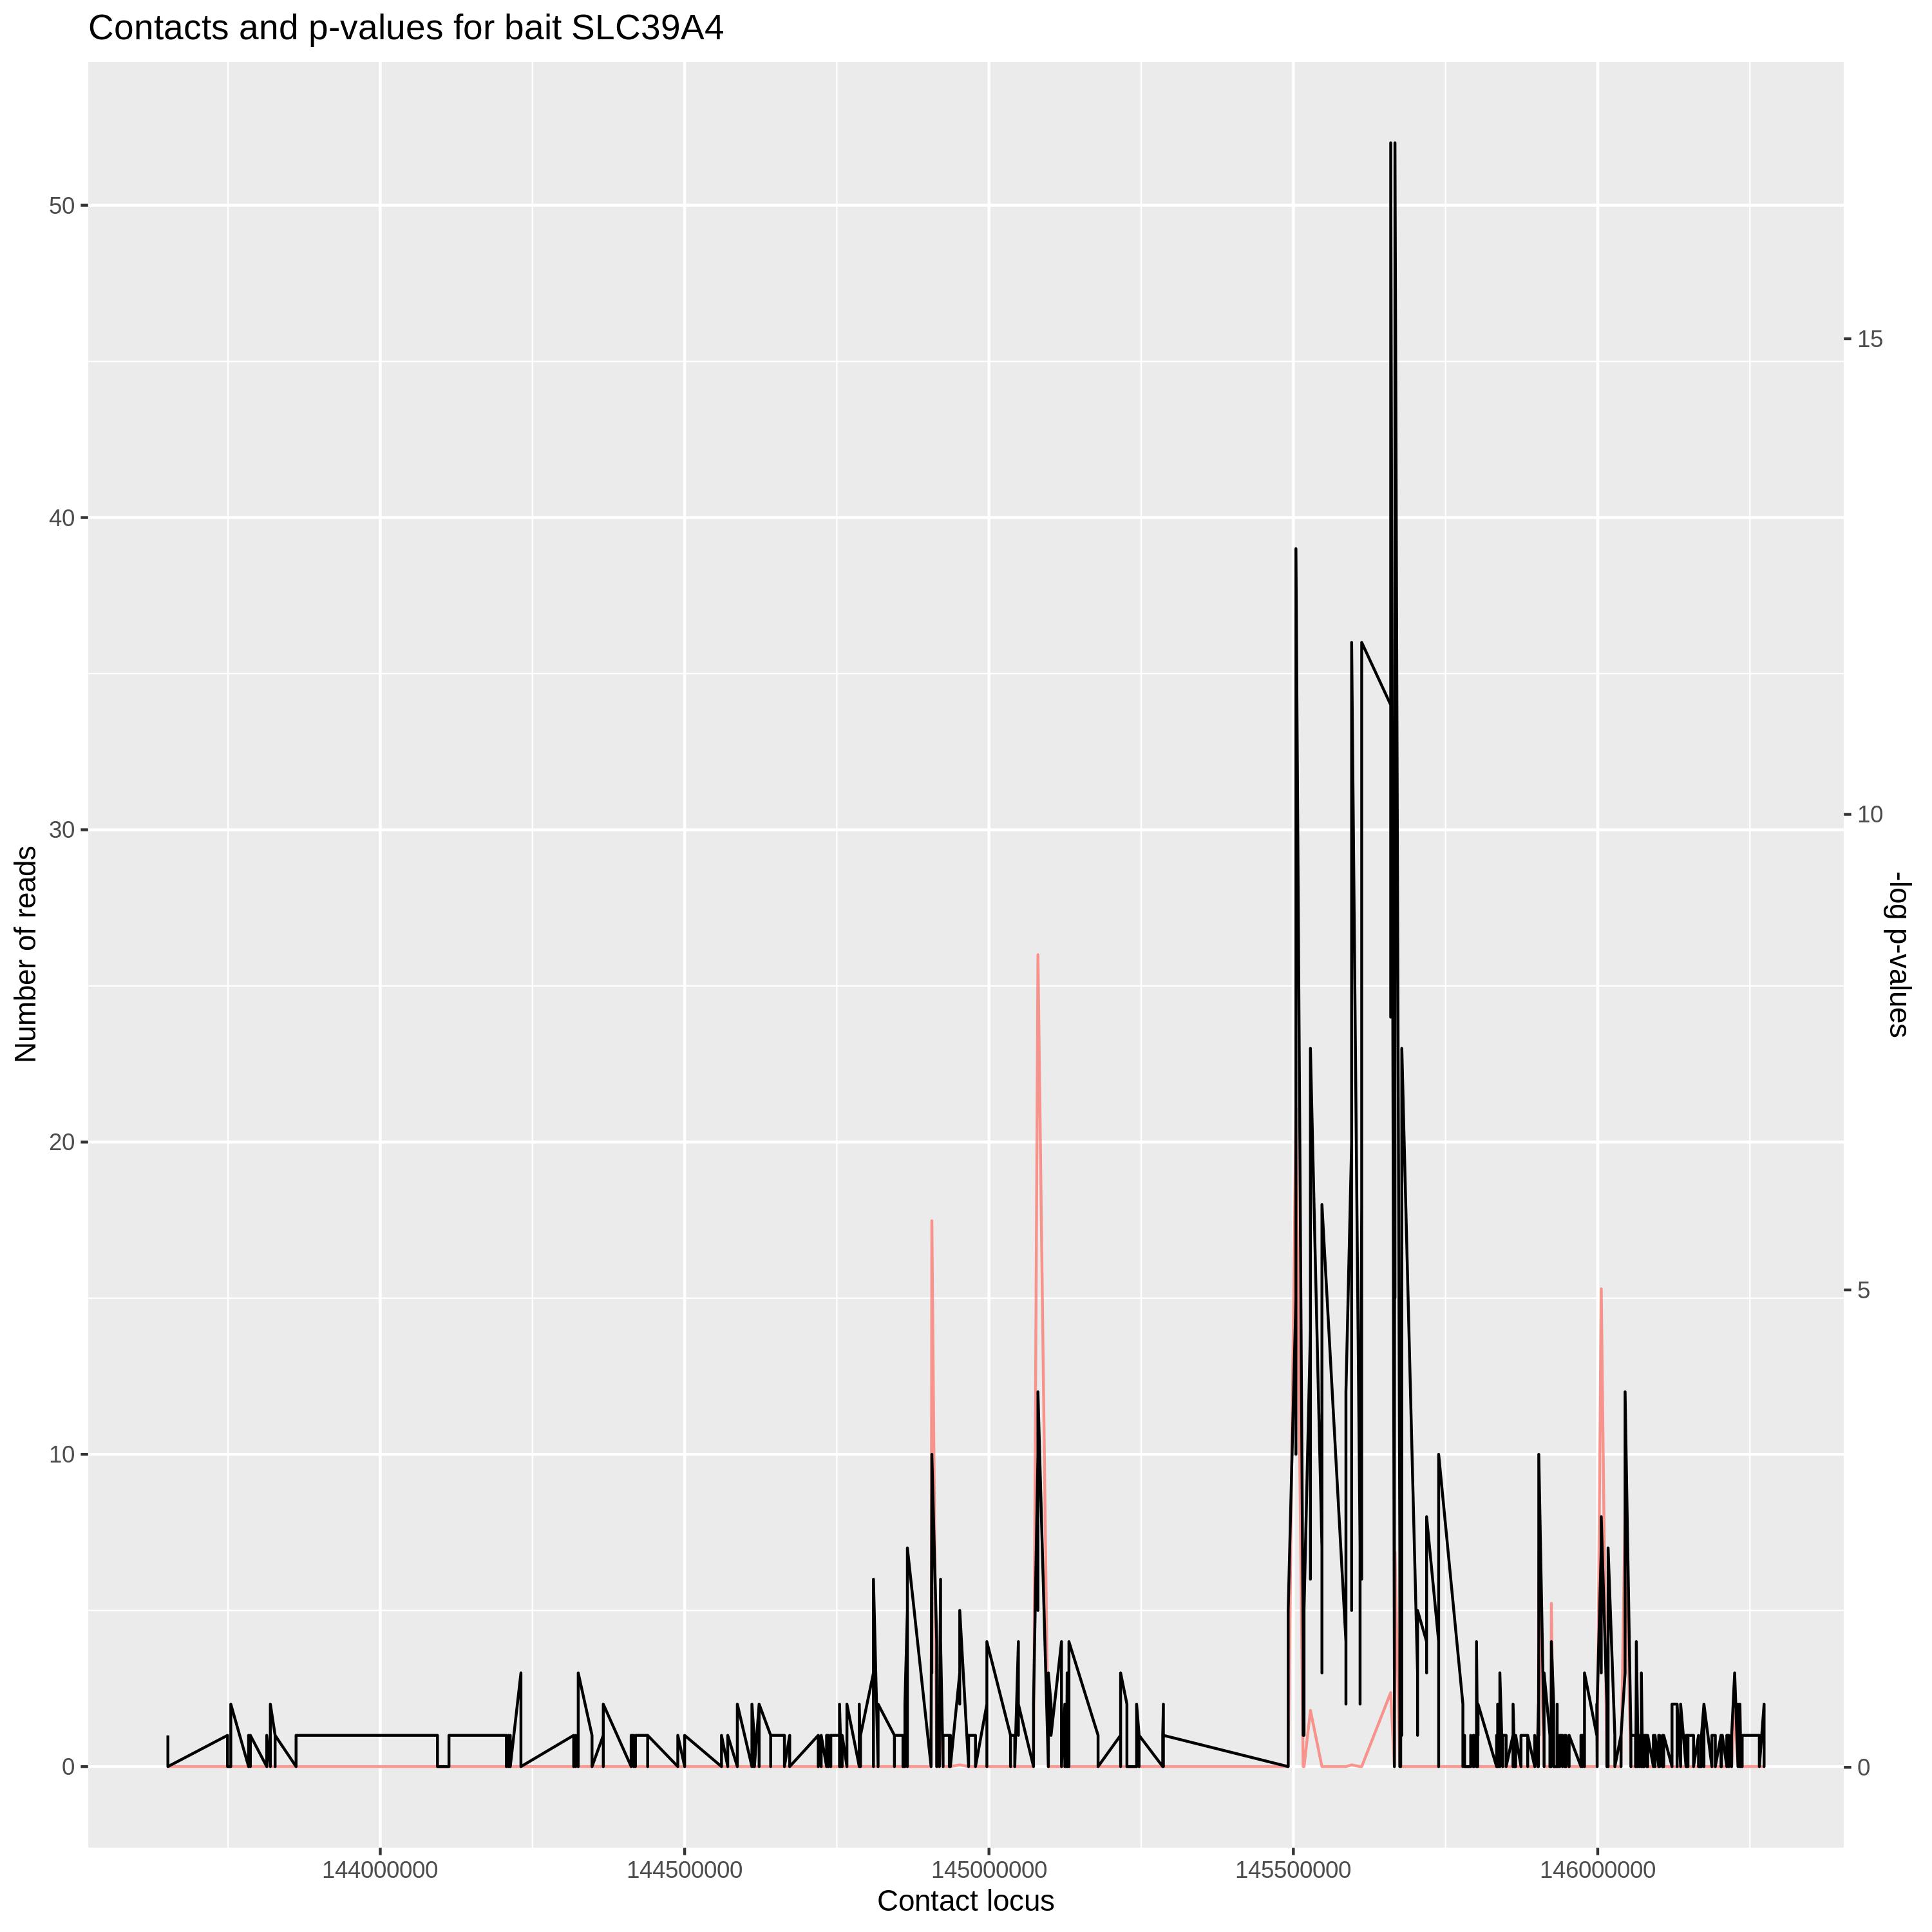 Contacts and p-values for bait SLC39A4
Number of reads
50
40
30
20
10
0
15
10
5
0
-log p-values
144000000 144500000 145000000 145500000 146000000
Contact locus